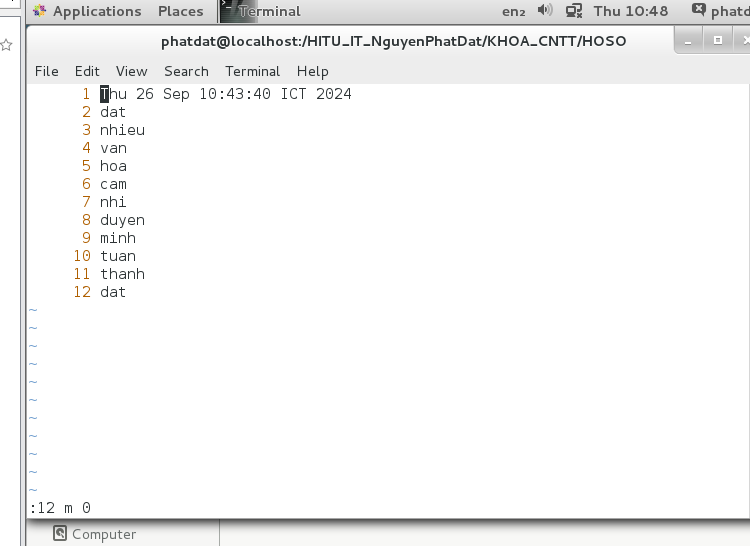 Applications Places Terminal en₂ Thu 10:48 phatd
phatdat@localhost:/HITU_IT_NguyenPhatDat/KHOA_CNTT/HOSO
File Edit View Search Terminal Help
1 Thu 26 Sep 10:43:40 ICT 2024
2 dat
3 nhieu
4 van
5 hoa
6 cam
7 nhi
8 duyen
9 minh
10 tuan
11 thanh
12 dat
~
~
~
~
~
~
~
~
~
~
~
:12 m 0
Computer